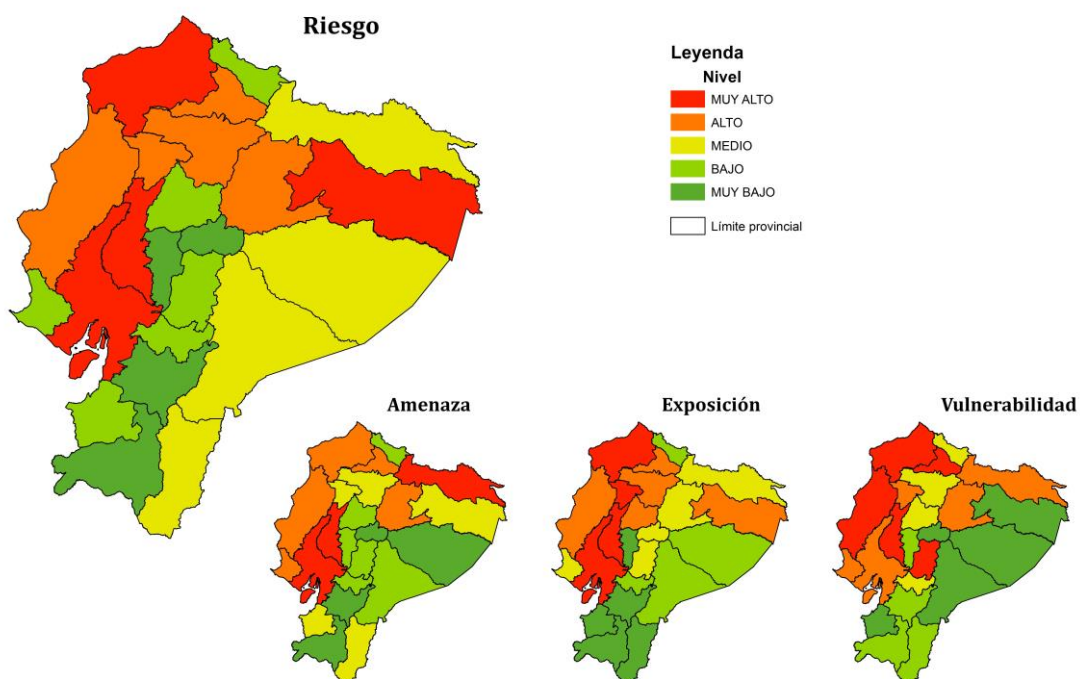 Riesgo
Leyenda
Nivel
MUY ALTO
ALTO
MEDIO
BAJO
MUY BAJO
Límite provincial
Amenaza
Exposición
Vulnerabilidad